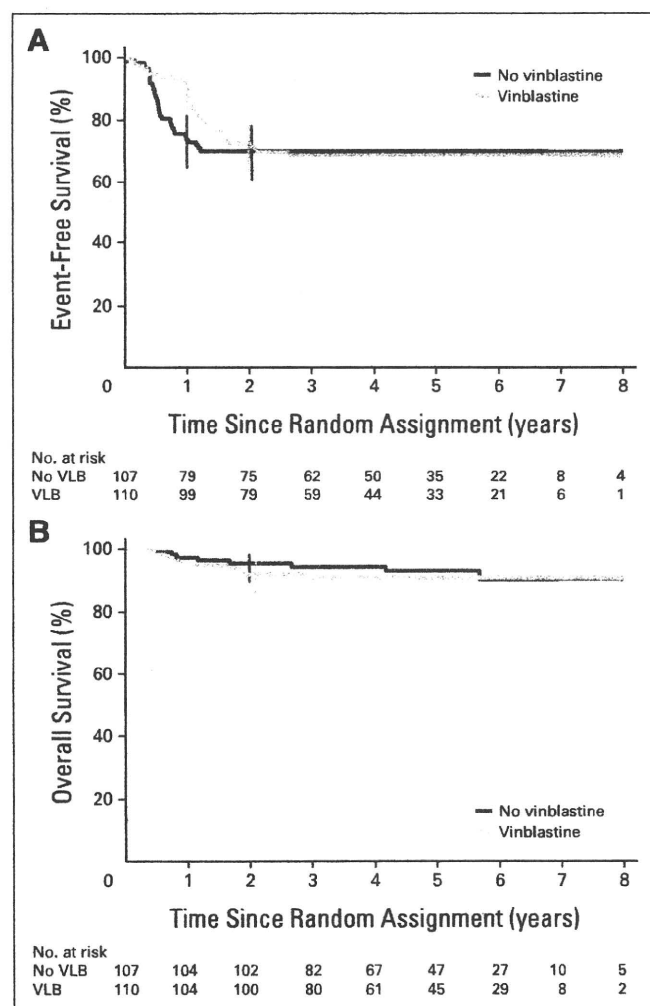 A
100
80
60
40
20
0
Event-Free Survival (%)
No vinblastine
Vinblastine
1 2 3 4 5 6 7 8
Time Since Random Assignment (years)
No. at risk
No VLB 107 79 75 62 50 35 22 8 4
VLB 110 99 79 59 44 33 21 6 1
B
100
80
60
40
20
0
Overall Survival (%)
No vinblastine
Vinblastine
1 2 3 4 5 6 7 8
Time Since Random Assignment (years)
No. at risk
No VLB 107 104 102 82 67 47 27 10 5
VLB 110 104 100 80 61 45 29 8 2